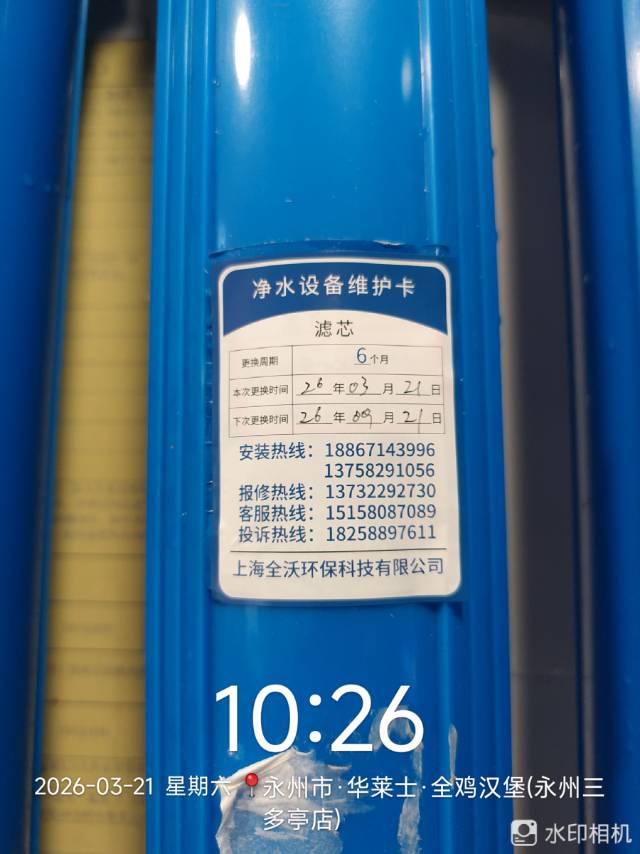 净水设备维护卡
滤芯
更换周期 6个月
本次更换时间 26年03月21日
下次更换时间 26年09月21日
安装热线：18867143996
13758291056
报修热线：13732292730
客服热线：15158087089
投诉热线：18258897611
上海全沃环保科技有限公司
10:26
2026-03-21 星期六 📍永州市·华莱士·全鸡汉堡(永州三
多亭店)
水印相机